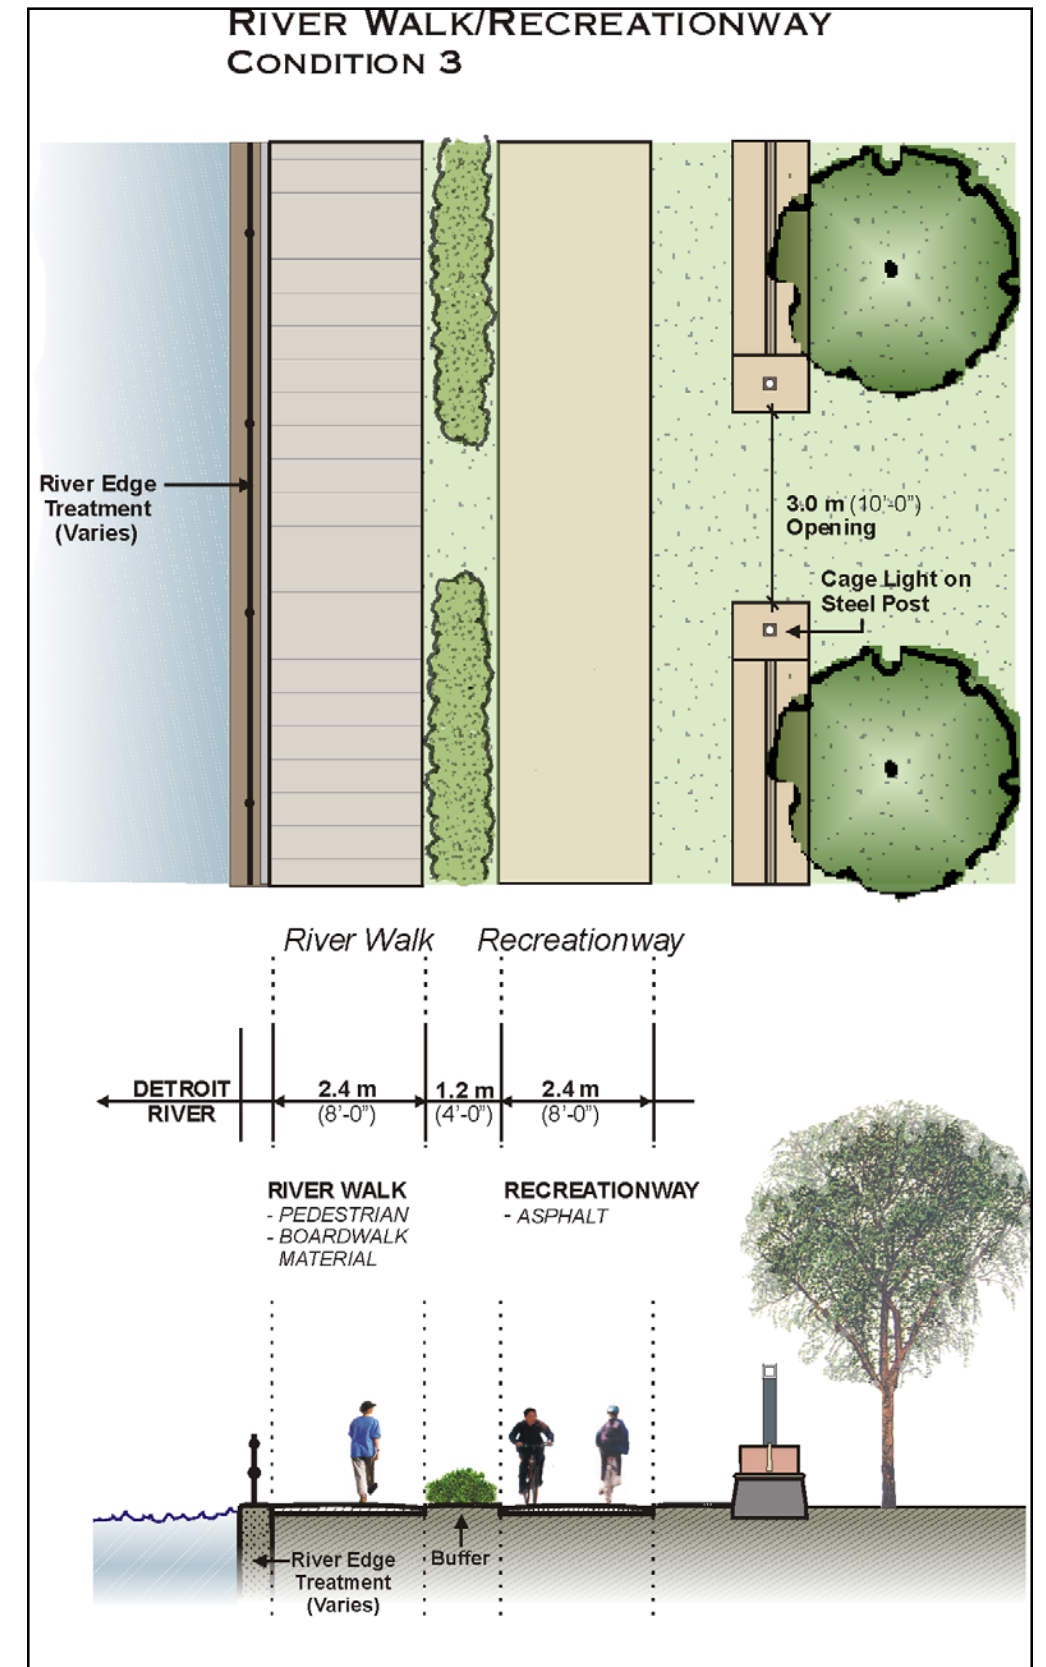 RIVER WALK/RECREATIONWAY
CONDITION 3
River Edge
Treatment
(Varies)
3.0 m (10'-0")
Opening
Cage Light on
Steel Post
River Walk
Recreationway
DETROIT
RIVER
2.4 m
(8'-0")
1.2 m
(4'-0")
2.4 m
(8'-0")
RIVER WALK
- PEDESTRIAN
- BOARDWALK
MATERIAL
RECREATIONWAY
- ASPHALT
River Edge
Treatment
(Varies)
Buffer